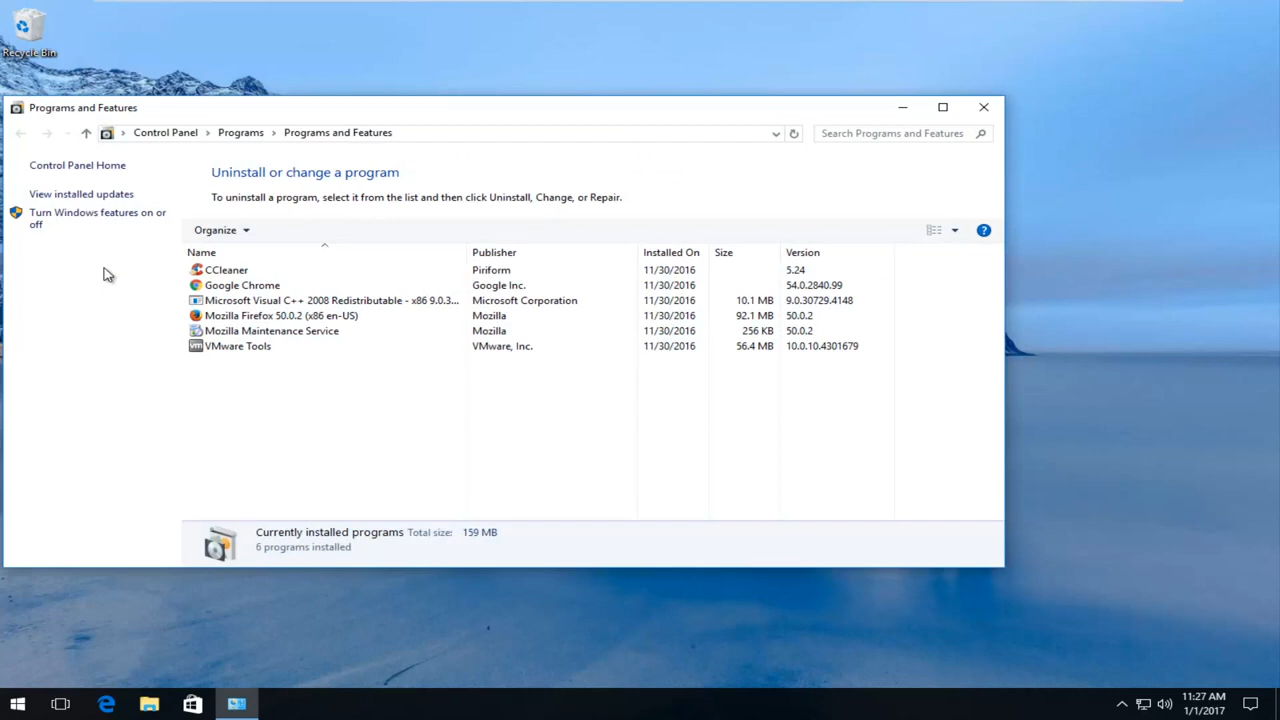 Recycle Bin
Programs and Features
Control Panel > Programs > Programs and Features
Search Programs and Features
Control Panel Home
View installed updates
Turn Windows features on or
off
Uninstall or change a program
To uninstall a program, select it from the list and then click Uninstall, Change, or Repair.
Organize
Name Publisher Installed On Size Version
CCleaner Piriform 11/30/2016 5.24
Google Chrome Google Inc. 11/30/2016 54.0.2840.99
Microsoft Visual C++ 2008 Redistributable - x86 9.0.3... Microsoft Corporation 11/30/2016 10.1 MB 9.0.30729.4148
Mozilla Firefox 50.0.2 (x86 en-US) Mozilla 11/30/2016 92.1 MB 50.0.2
Mozilla Maintenance Service Mozilla 11/30/2016 256 KB 50.0.2
vm VMware Tools VMware, Inc. 11/30/2016 56.4 MB 10.0.10.4301679
Currently installed programs Total size: 159 MB
6 programs installed
11:27 AM
1/1/2017